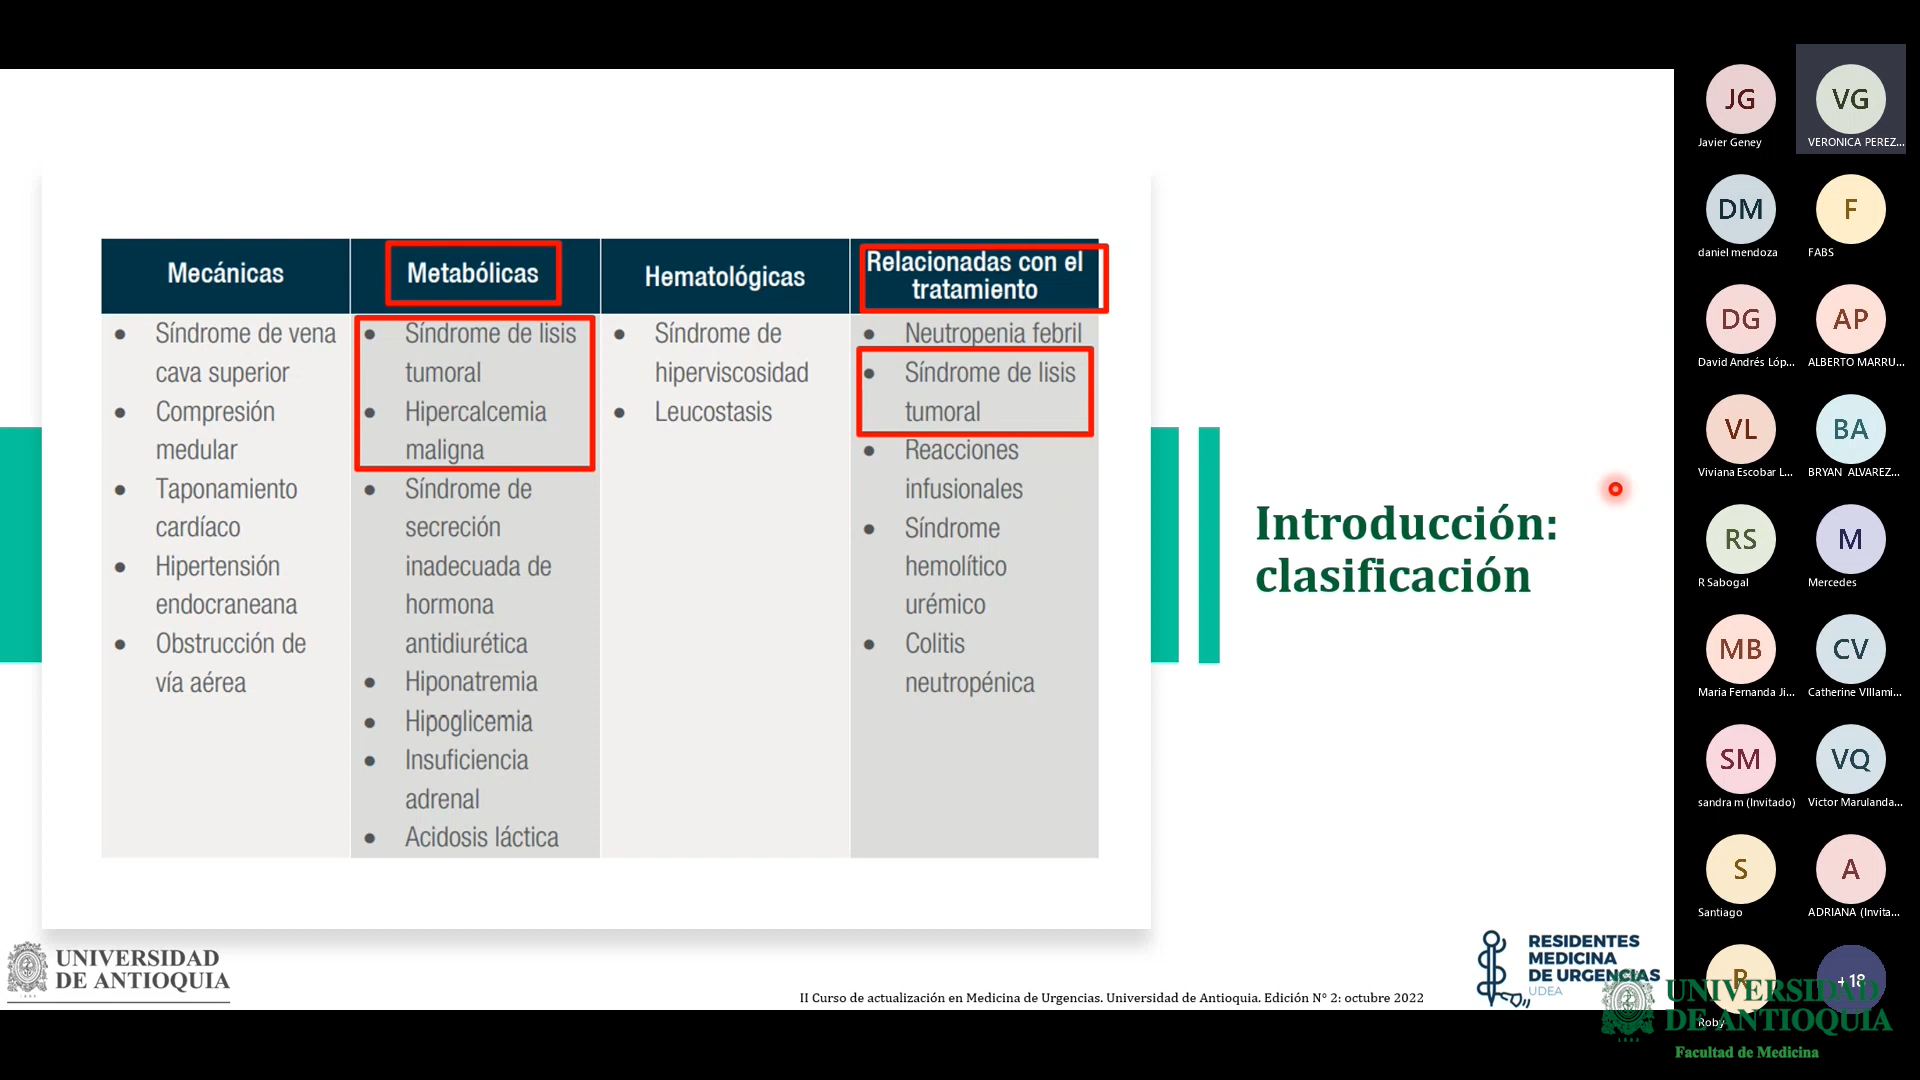 Mecánicas
Síndrome de vena
cava superior
Compresión
medular
Taponamiento
cardíaco
Hipertensión
endocraneana
Obstrucción de
vía aérea
Metabólicas
Síndrome de lisis
tumoral
Hipercalcemia
maligna
Síndrome de
secreción
inadecuada de
hormona
antidiurética
Hiponatremia
Hipoglicemia
Insuficiencia
adrenal
Acidosis láctica
Hematológicas
Síndrome de
hiperviscosidad
Leucostasis
Relacionadas con el
tratamiento
Neutropenia febril
Síndrome de lisis
tumoral
Reacciones
infusionales
Síndrome
hemolítico
urémico
Colitis
neutropénica
Introducción:
clasificación
UNIVERSIDAD
DE ANTIOQUIA
II Curso de actualización en Medicina de Urgencias. Universidad de Antioquia. Edición N° 2: octubre 2022
RESIDENTES
MEDICINA
DE URGENCIAS
UDEA
JG
Javier Geney
VG
VERONICA PEREZ...
DM
daniel mendoza
F
FABS
DG
David Andrés Lóp...
AP
ALBERTO MARRU...
VL
Viviana Escobar L...
BA
BRYAN ALVAREZ...
RS
R Sabogal
M
Mercedes
MB
Maria Fernanda Ji...
CV
Catherine VIllami...
SM
sandra m (Invitado)
VQ
Victor Marulanda...
S
Santiago
A
ADRIANA (Invita...
R
Roby
+18
UNIVERSIDAD
DE ANTIOQUIA
Facultad de Medicina